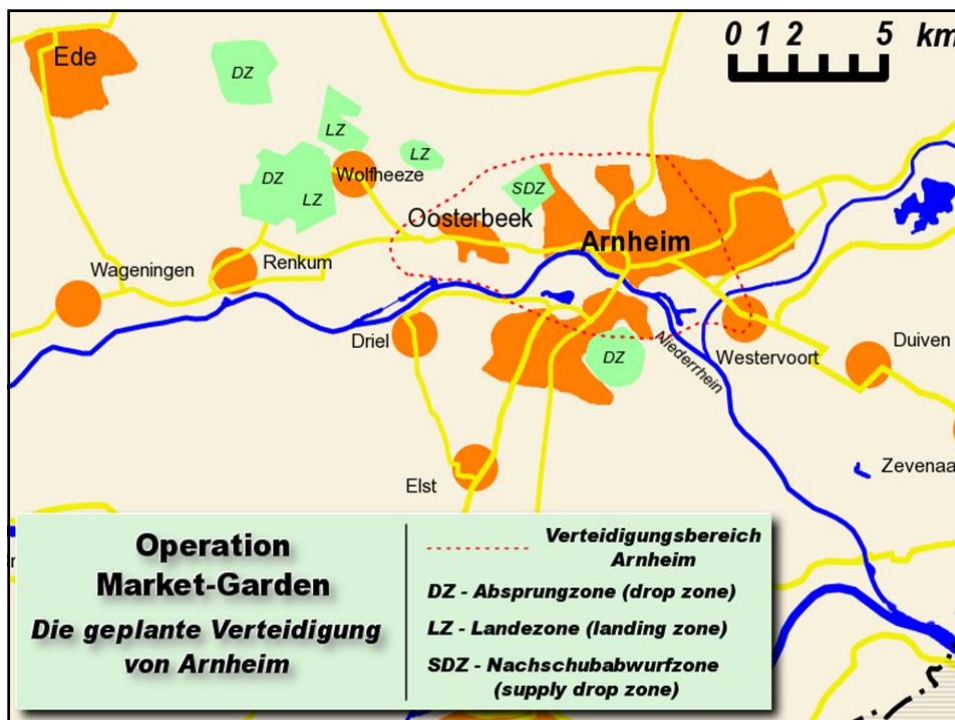 0 1 2 5 km
Ede
DZ
LZ
LZ
DZ
Wolfheeze
LZ
SDZ
Oosterbeek
Arnheim
Wageningen
Renkum
Driel
DZ
Niederrhein
Westervoort
Duiven
Elst
Zevenaa
Operation
Market-Garden
Die geplante Verteidigung
von Arnheim
Verteidigungsbereich
Arnheim
DZ - Absprungzone (drop zone)
LZ - Landezone (landing zone)
SDZ - Nachschubabwurfzone
(supply drop zone)